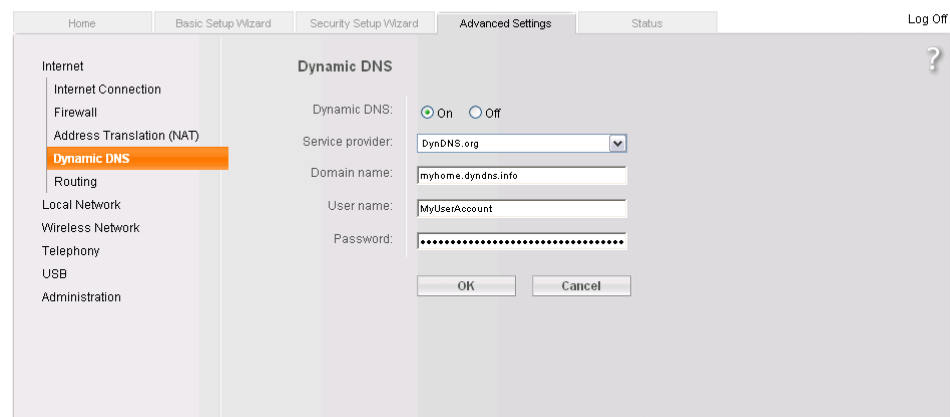 Home
Basic Setup Wizard
Security Setup Wizard
Advanced Settings
Status
Log Off
?
Internet
Internet Connection
Firewall
Address Translation (NAT)
Dynamic DNS
Routing
Local Network
Wireless Network
Telephony
USB
Administration
Dynamic DNS
Dynamic DNS: On Off
Service provider: DynDNS.org
Domain name: myhome.dyndns.info
User name: MyUserAccount
Password: ••••••••••••••••••••••••••••••••••
OK Cancel